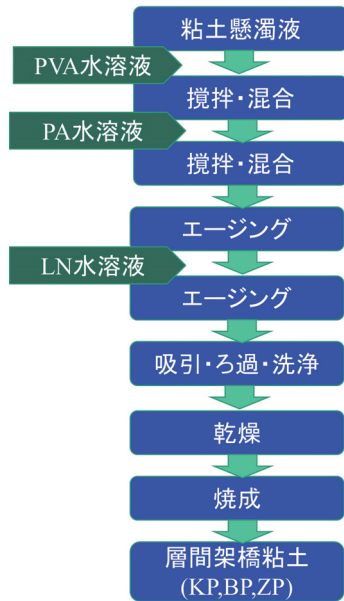 粘土懸濁液
PVA水溶液
撹拌・混合
PA水溶液
撹拌・混合
エージング
LN水溶液
エージング
吸引・ろ過・洗浄
乾燥
焼成
層間架橋粘土
(KP,BP,ZP)